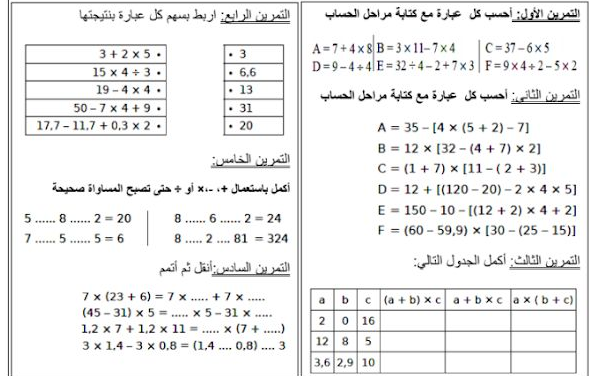 التمرين الأول: أحسب كل عبارة مع كتابة مراحل الحساب
A=7+4×8 B=3×11-7×4 C=37-6×5
D=9-4÷4 E=32÷4-2+7×3 F=9×4÷2-5×2
التمرين الثاني: أحسب كل عبارة مع كتابة مراحل الحساب
A = 35 – [4 × (5 + 2) – 7]
B = 12 × [32 – (4 + 7) × 2]
C = (1 + 7) × [11 – ( 2 + 3)]
D = 12 + [(120 – 20) – 2 × 4 × 5]
E = 150 – 10 – [(12 + 2) × 4 + 2]
F = (60 – 59,9) × [30 – (25 – 15)]
التمرين الثالث: أكمل الجدول التالي:
a b c (a + b) × c a + b × c a × ( b + c)
2 0 16
12 8 5
3,6 2,9 10
التمرين الرابع: اربط بسهم كل عبارة بنتيجتها
3 + 2 × 5 • • 3
15 × 4 ÷ 3 • • 6,6
19 – 4 × 4 • • 13
50 – 7 × 4 + 9 • • 31
17,7 – 11,7 + 0,3 × 2 • • 20
التمرين الخامس:
أكمل باستعمال +، -، × أو ÷ حتى تصبح المساواة صحيحة
5 ...... 8 ...... 2 = 20 8 ...... 6 ...... 2 = 24
7 ..... 5 ...... 5 = 6 8 ..... 2 .... 81 = 324
التمرين السادس: أنقل ثم أتمم
7 × (23 + 6) = 7 × ..... + 7 × .....
(45 – 31) × 5 = ..... × 5 – 31 × .....
1,2 × 7 + 1,2 × 11 = ..... × (7 + .....)
3 × 1,4 – 3 × 0,8 = (1,4 .... 0,8) .... 3